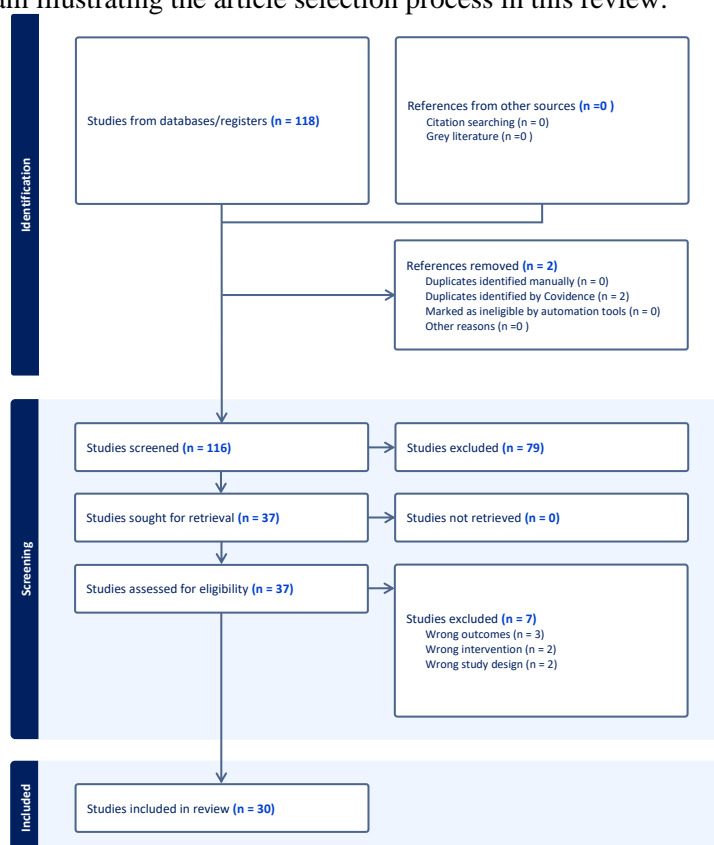 am illustrating the article selection process in this review.
Identification
Studies from databases/registers (n = 118)
References from other sources (n =0 )
Citation searching (n = 0)
Grey literature (n =0 )
References removed (n = 2)
Duplicates identified manually (n = 0)
Duplicates identified by Covidence (n = 2)
Marked as ineligible by automation tools (n = 0)
Other reasons (n =0 )
Screening
Studies screened (n = 116)
Studies excluded (n = 79)
Studies sought for retrieval (n = 37)
Studies not retrieved (n = 0)
Studies assessed for eligibility (n = 37)
Studies excluded (n = 7)
Wrong outcomes (n = 3)
Wrong intervention (n = 2)
Wrong study design (n = 2)
Included
Studies included in review (n = 30)